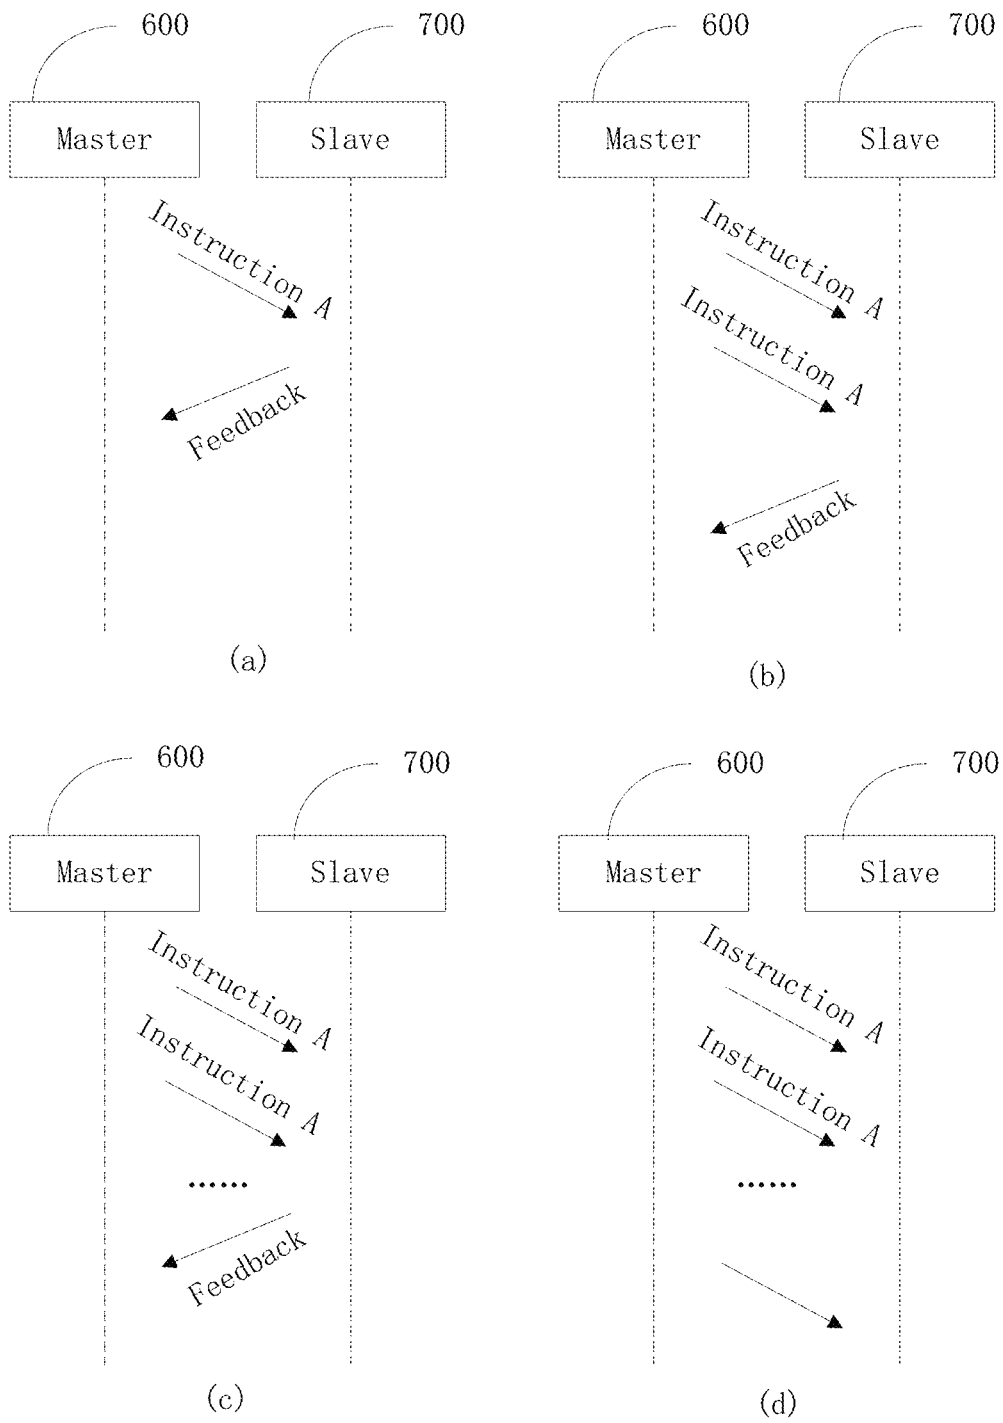 600
700
Master
Slave
Instruction A
Feedback
(a)
600
700
Master
Slave
Instruction A
Instruction A
Feedback
(b)
600
700
Master
Slave
Instruction A
Instruction A
......
Feedback
(c)
600
700
Master
Slave
Instruction A
Instruction A
......
(d)